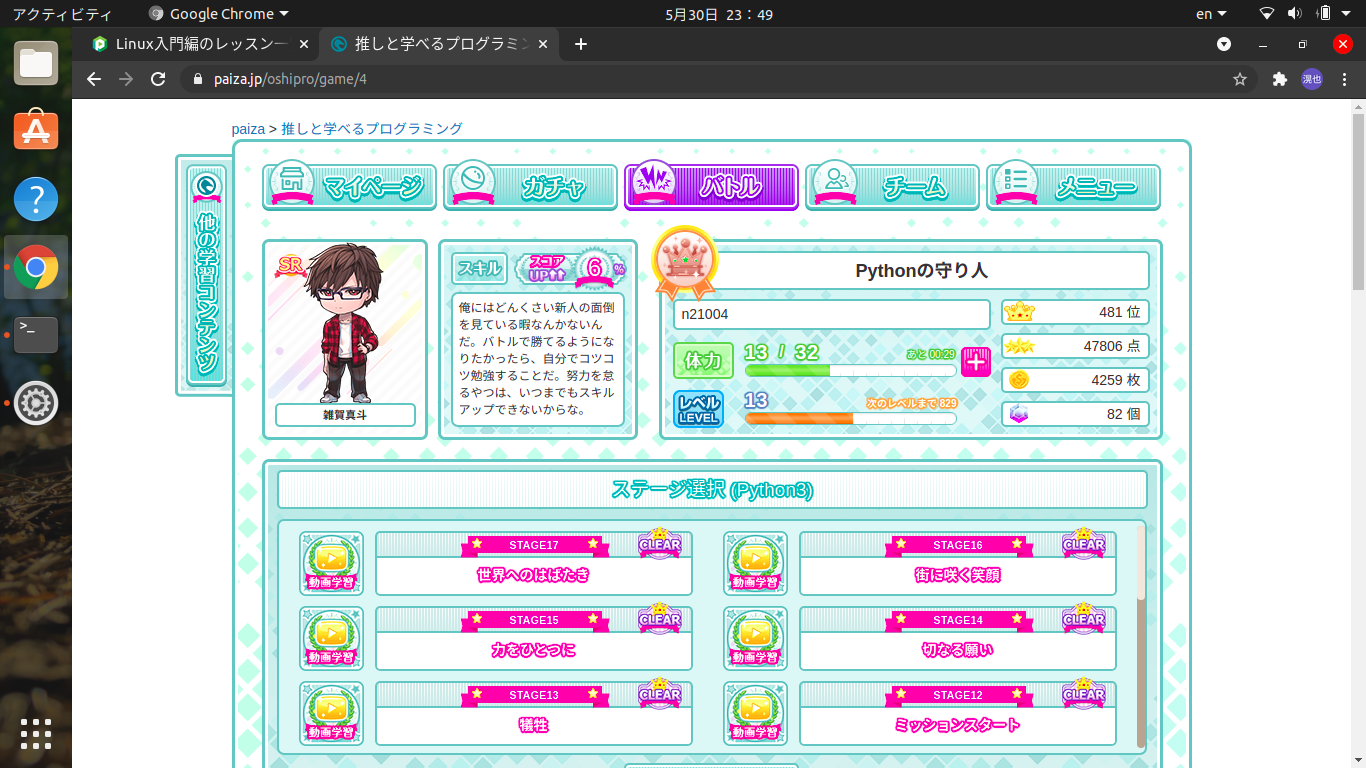 アクティビティ
Google Chrome
5月30日 23：49
en
Linux入門編のレッスン一
推しと学べるプログラミン
paiza.jp/oshipro/game/4
滉也
paiza > 推しと学べるプログラミング
他の学習コンテンツ
マイページ
ガチャ
バトル
チーム
メニュー
SR
雑賀真斗
スキル
スコア
UP
6
%
俺にはどんくさい新人の面倒
を見ている暇なんかないん
だ。バトルで勝てるようにな
りたかったら、自分でコツコ
ツ勉強することだ。努力を怠
るやつは、いつまでもスキル
アップできないからな。
Pythonの守り人
n21004
481 位
体力
13 / 32
あと 00:29
47806 点
4259 枚
レベル
LEVEL
13
次のレベルまで 829
82 個
ステージ選択 (Python3)
動画学習
STAGE17
CLEAR
世界へのはばたき
動画学習
STAGE16
CLEAR
街に咲く笑顔
動画学習
STAGE15
CLEAR
力をひとつに
動画学習
STAGE14
CLEAR
切なる願い
動画学習
STAGE13
CLEAR
犠牲
動画学習
STAGE12
CLEAR
ミッションスタート